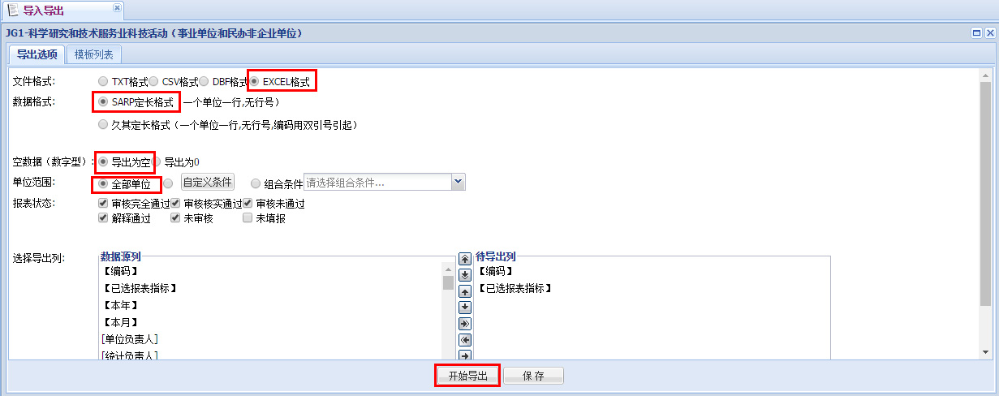 导入导出
JG1-科学研究和技术服务业科技活动（事业单位和民办非企业单位）
导出选项 模板列表
文件格式: TXT格式 CSV格式 DBF格式 EXCEL格式
数据格式: SARP定长格式 一个单位一行,无行号）
久其定长格式（一个单位一行,无行号,编码用双引号引起）
空数据（数字型）: 导出为空 导出为0
单位范围: 全部单位 自定义条件 组合条件 请选择组合条件...
报表状态: 审核完全通过 审核核实通过 审核未通过
解释通过 未审核 未填报
选择导出列: 数据源列 待导出列
【编码】 【编码】
【已选报表指标】 【已选报表指标】
【本年】
【本月】
[单位负责人]
[统计负责人]
开始导出 保存